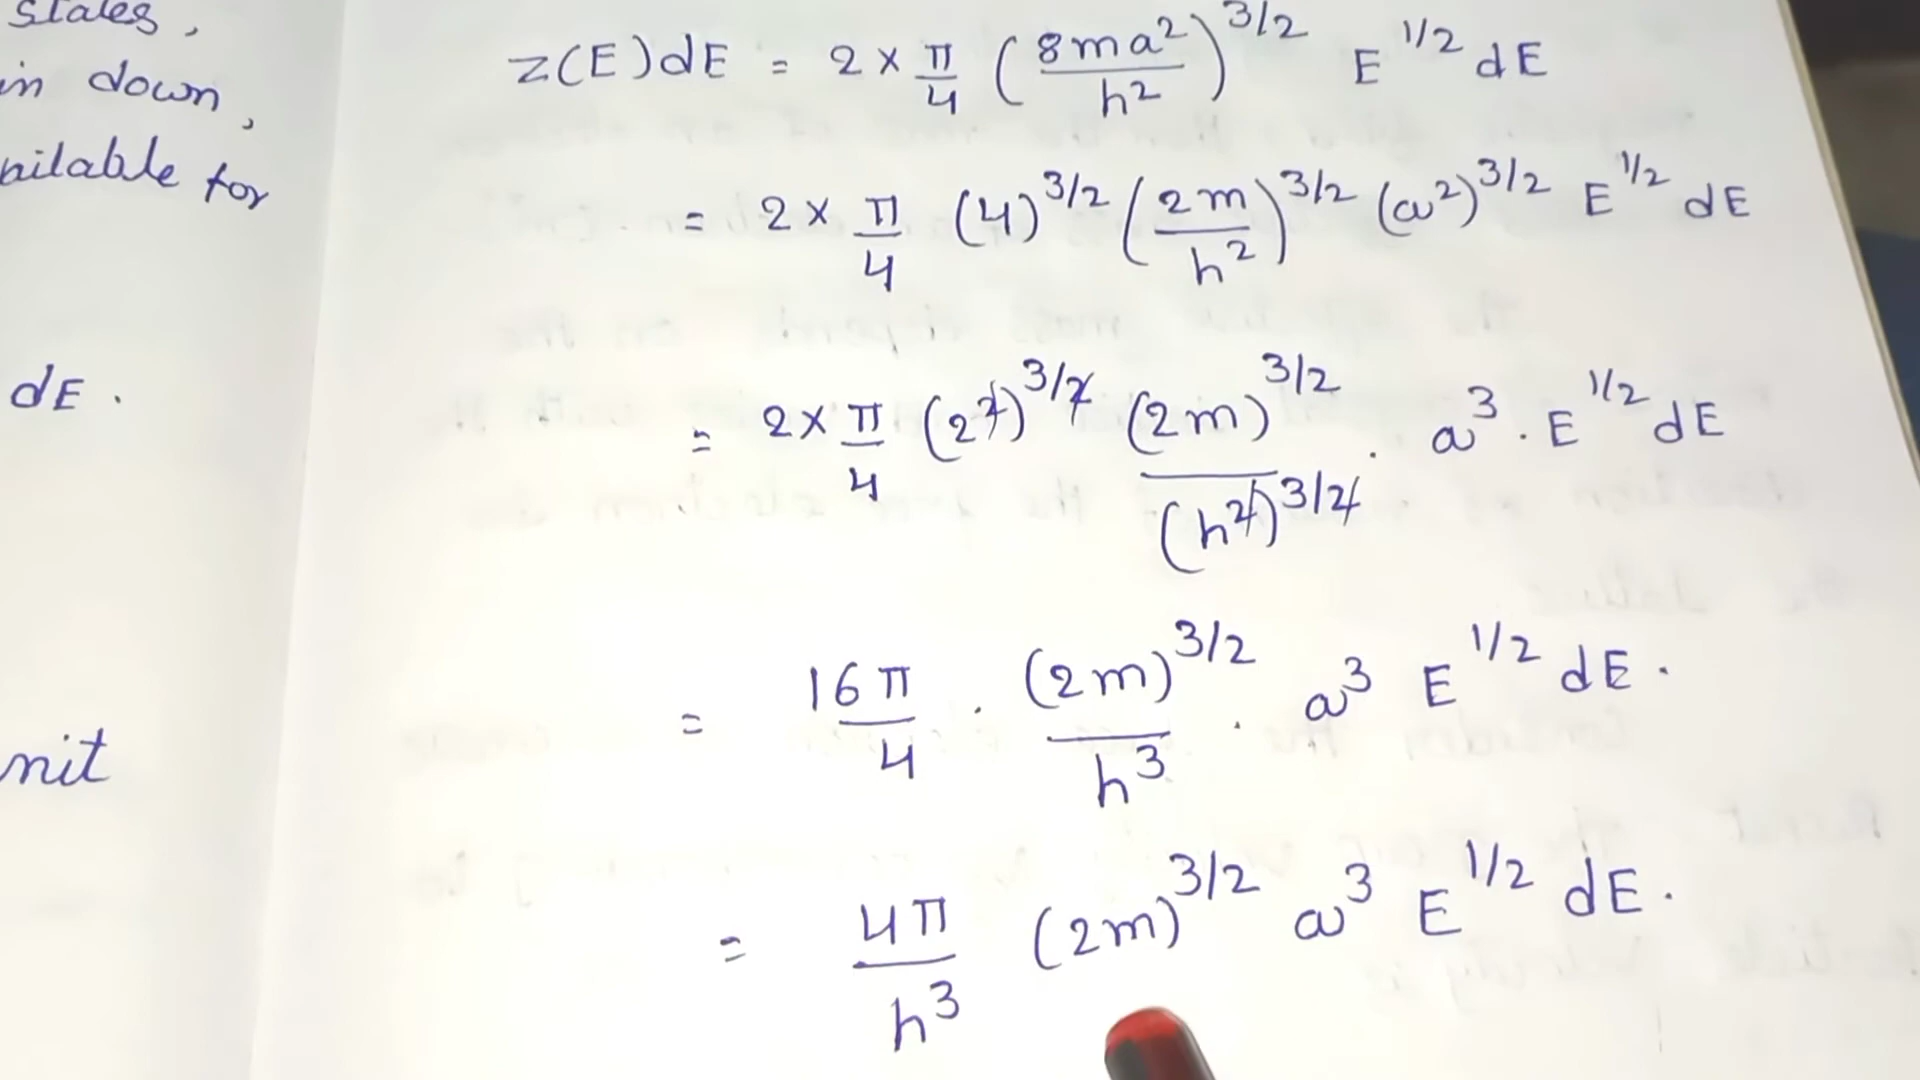 states,
in down,
ailable for
dE.
nit
Z(E)dE = 2 × π/4 (8ma²/h²)^3/2 E^1/2 dE
= 2 × π/4 (4)^3/2 (2m/h²)^3/2 (a²)^3/2 E^1/2 dE
= 2 × π/4 (2²)^3/2 (2m)^3/2/(h²)^3/2 . a³ . E^1/2 dE
= 16π/4 . (2m)^3/2/h³ . a³ E^1/2 dE.
= 4π/h³ (2m)^3/2 a³ E^1/2 dE.